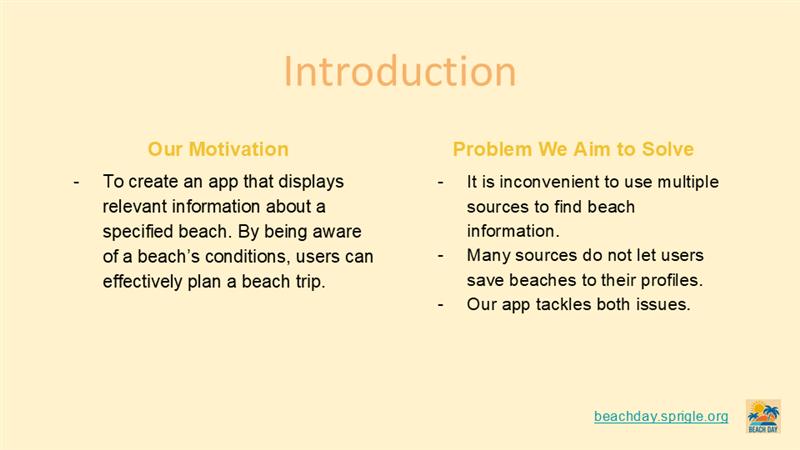 Introduction
Our Motivation
- To create an app that displays
relevant information about a
specified beach. By being aware
of a beach’s conditions, users can
effectively plan a beach trip.
Problem We Aim to Solve
- It is inconvenient to use multiple
sources to find beach
information.
- Many sources do not let users
save beaches to their profiles.
- Our app tackles both issues.
beachday.sprigle.org
BEACH DAY